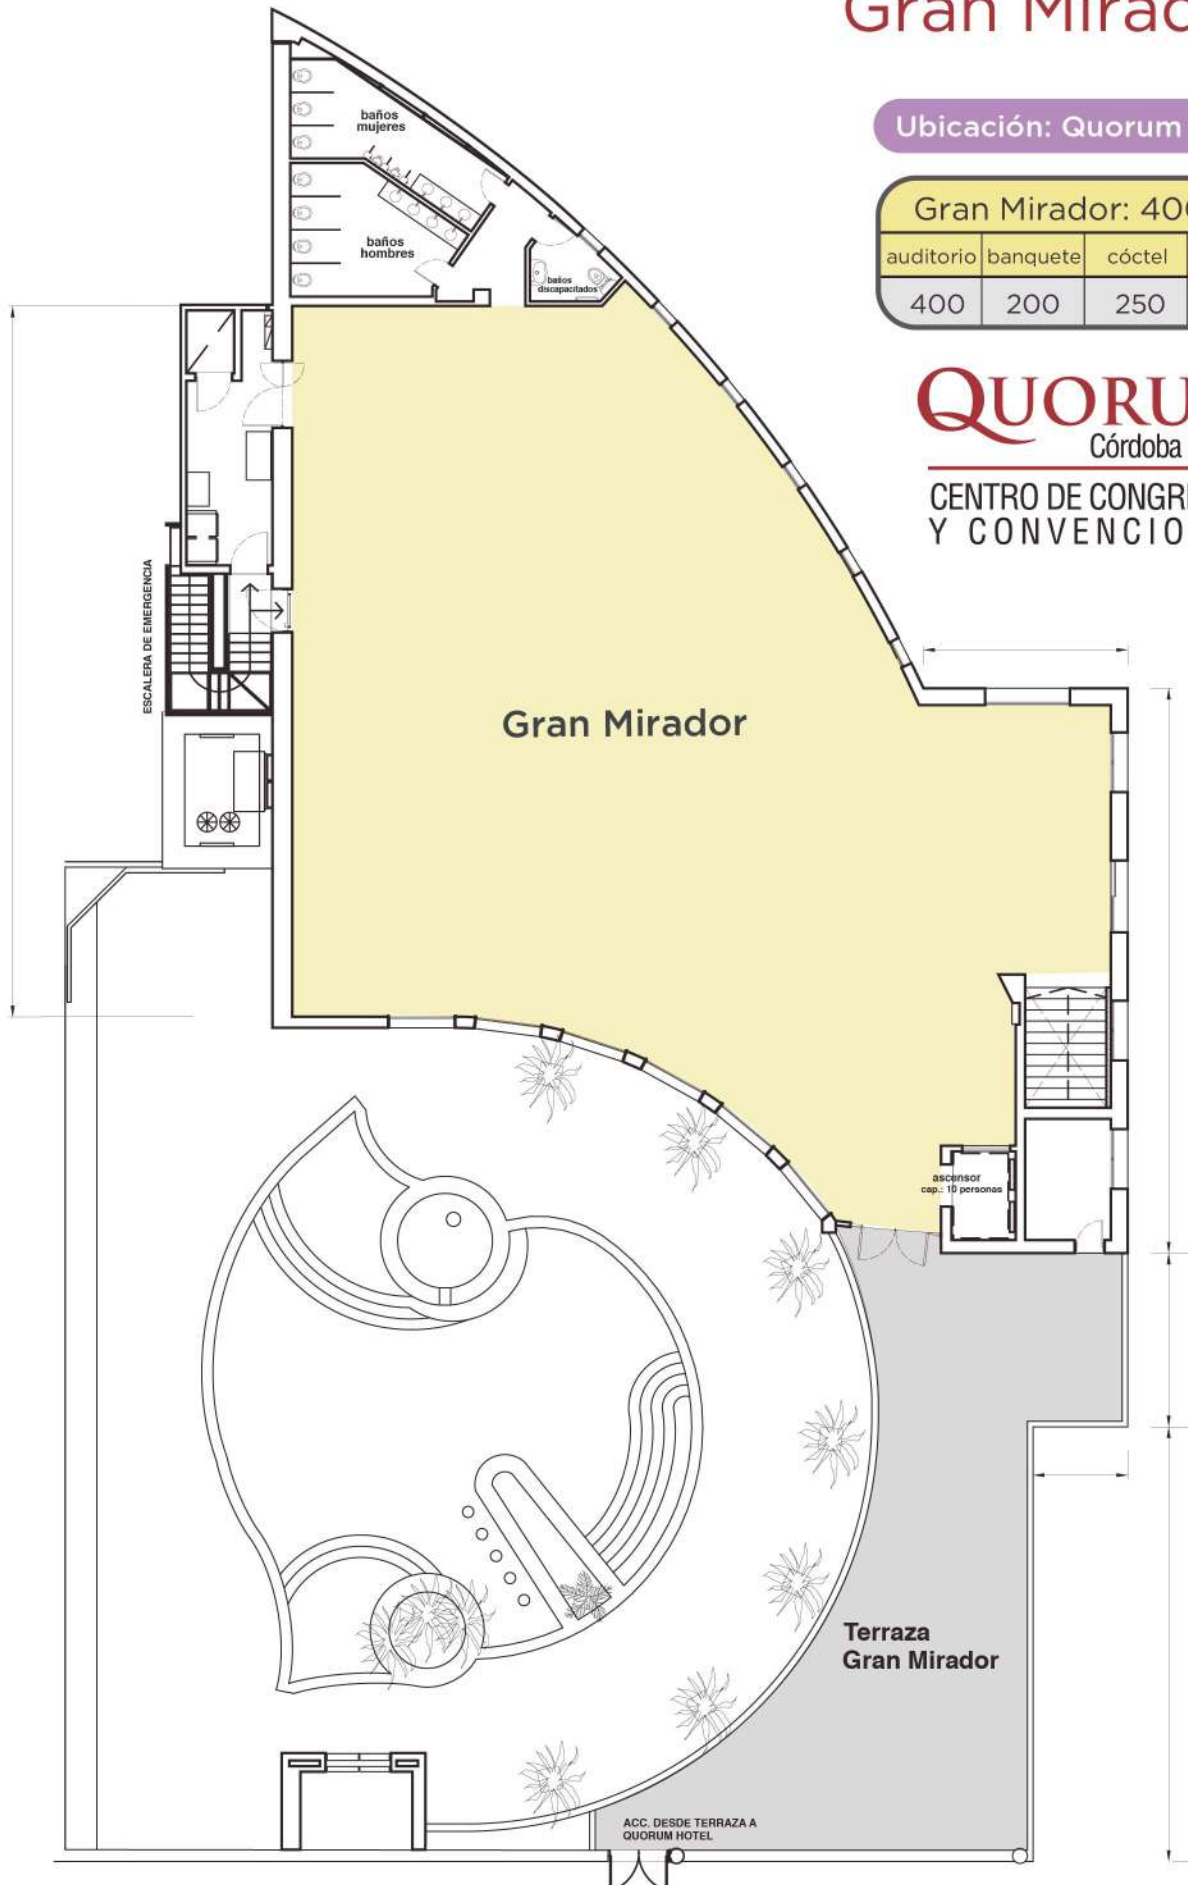 Gran Mirad
Ubicación: Quorum
Gran Mirador: 400
auditorio banquete cóctel
400 200 250
QUORU
Córdoba
CENTRO DE CONGR
Y CONVENCIO
baños
mujeres
baños
hombres
baños
discapacitados
ESCALERA DE EMERGENCIA
Gran Mirador
ascensor
cap.: 10 personas
Terraza
Gran Mirador
ACC. DESDE TERRAZA A
QUORUM HOTEL